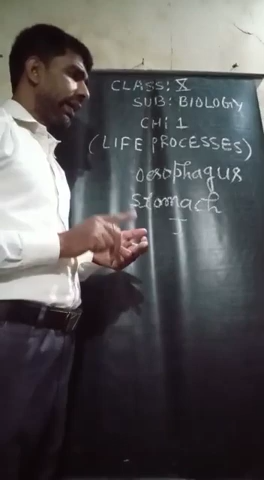 CLASS: X
SUB: BIOLOGY
CH: 1
(LIFE PROCESSES)
Oesophagus
Stomach
I